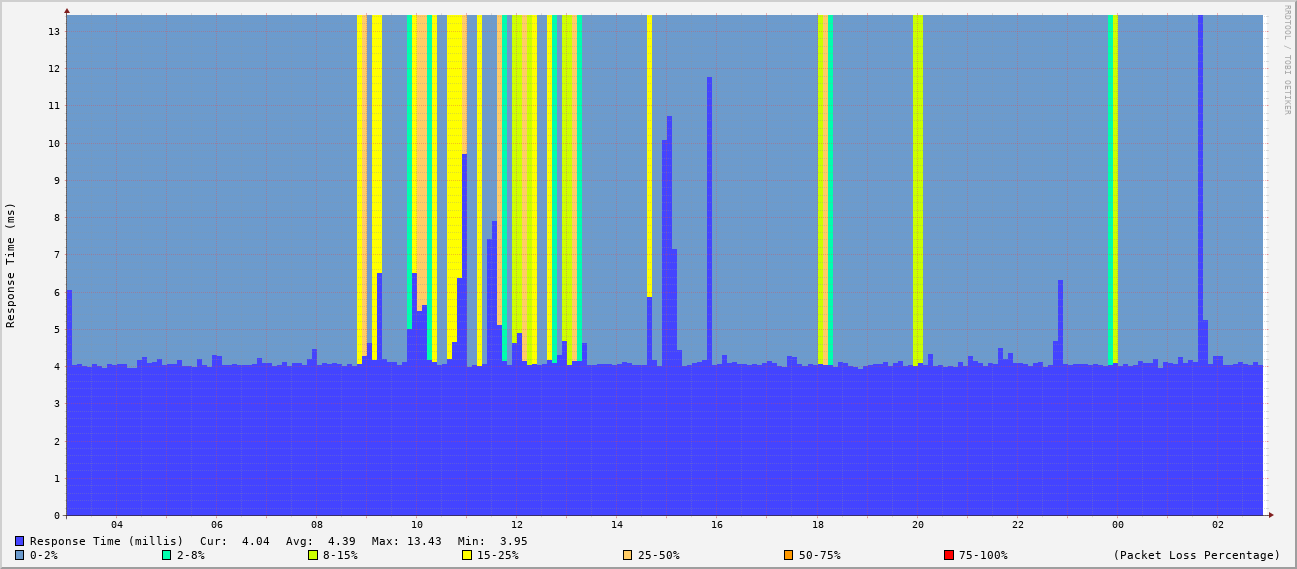 RRDTOOL / TOBI OETIKER
Response Time (ms)
13
12
11
10
9
8
7
6
5
4
3
2
1
0
04 06 08 10 12 14 16 18 20 22 00 02
Response Time (millis) Cur: 4.04 Avg: 4.39 Max: 13.43 Min: 3.95
0-2% 2-8% 8-15% 15-25% 25-50% 50-75% 75-100% (Packet Loss Percentage)